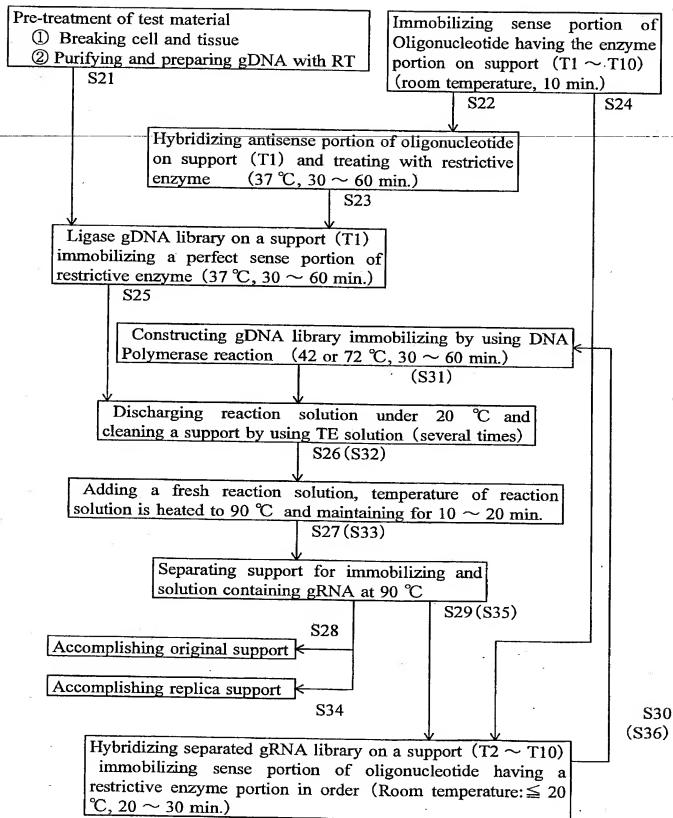 Pre-treatment of test material
① Breaking cell and tissue
② Purifying and preparing gDNA with RT
S21
Immobilizing sense portion of
Oligonucleotide having the enzyme
portion on support (T1 ~ T10)
(room temperature, 10 min.)
S22
S24
Hybridizing antisense portion of oligonucleotide
on support (T1) and treating with restrictive
enzyme (37 ℃, 30 ~ 60 min.)
S23
Ligase gDNA library on a support (T1)
immobilizing a perfect sense portion of
restrictive enzyme (37 ℃, 30 ~ 60 min.)
S25
Constructing gDNA library immobilizing by using DNA
Polymerase reaction (42 or 72 ℃, 30 ~ 60 min.)
(S31)
Discharging reaction solution under 20 ℃ and
cleaning a support by using TE solution (several times)
S26 (S32)
Adding a fresh reaction solution, temperature of reaction
solution is heated to 90 ℃ and maintaining for 10 ~ 20 min.
S27 (S33)
Separating support for immobilizing and
solution containing gRNA at 90 ℃
S29 (S35)
S28
Accomplishing original support
Accomplishing replica support
S34
S30
(S36)
Hybridizing separated gRNA library on a support (T2 ~ T10)
immobilizing sense portion of oligonucleotide having a
restrictive enzyme portion in order (Room temperature:≦ 20
℃, 20 ~ 30 min.)